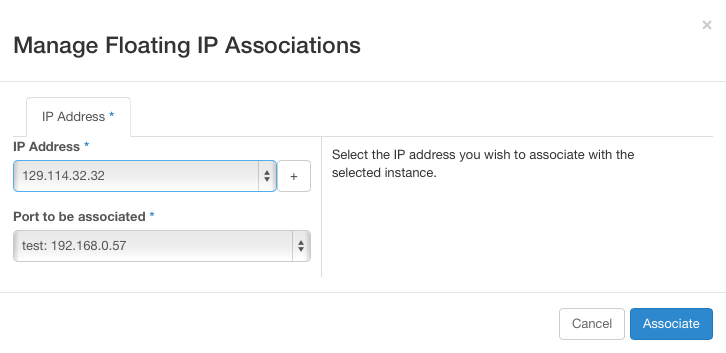 ×
Manage Floating IP Associations
IP Address *
IP Address *
129.114.32.32
+
Port to be associated *
test: 192.168.0.57
Select the IP address you wish to associate with the
selected instance.
Cancel
Associate